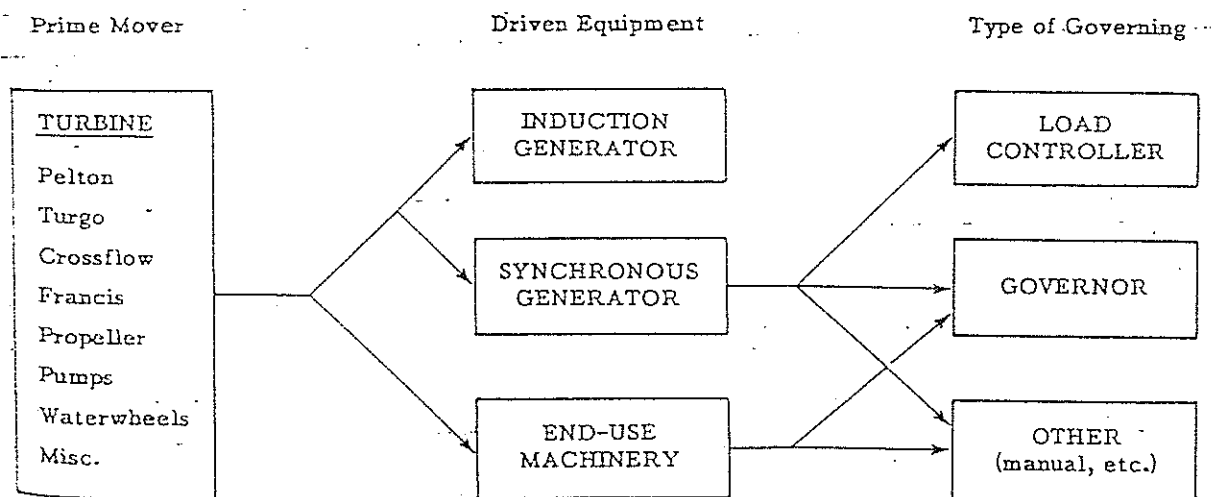 Prime Mover
Driven Equipment
Type of Governing
TURBINE
Pelton
Turgo
Crossflow
Francis
Propeller
Pumps
Waterwheels
Misc.
INDUCTION
GENERATOR
SYNCHRONOUS
GENERATOR
END-USE
MACHINERY
LOAD
CONTROLLER
GOVERNOR
OTHER
(manual, etc.)